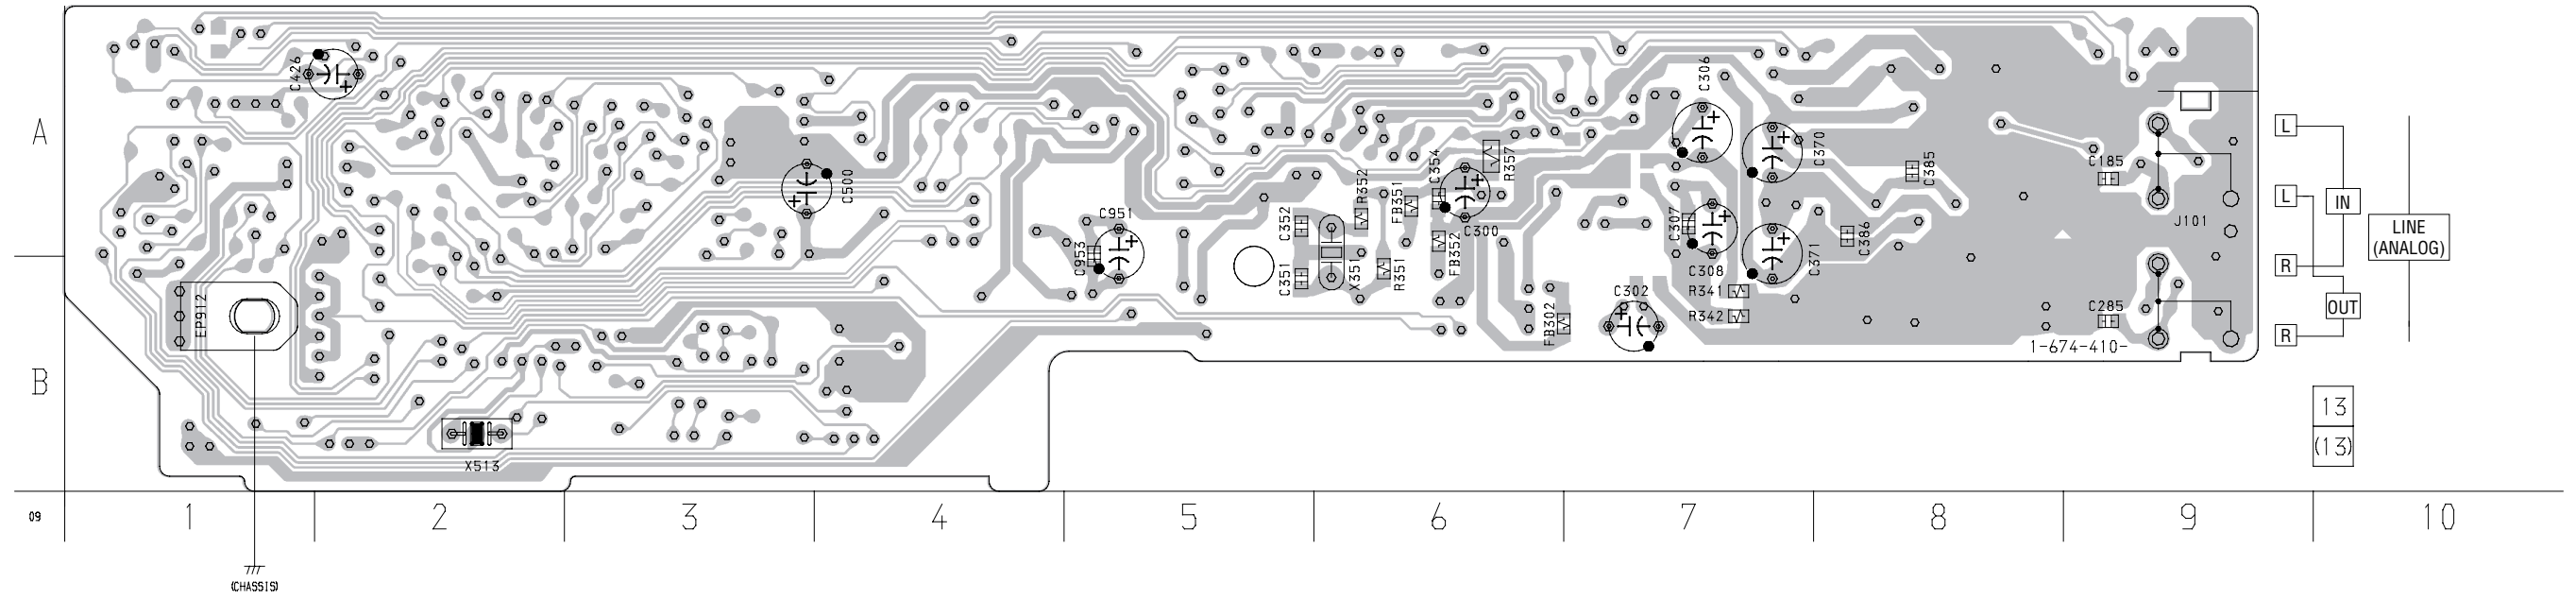 A
B
C426
C500
C951
C953
C352
C351
X351
R352
R351
FB351
FB352
C354
R357
C300
FB302
C302
C306
C307
C308
C370
C371
R341
R342
C385
C386
C185
C285
J101
1-674-410-
EP912
X513
L
L
R
R
IN
OUT
LINE
(ANALOG)
13
(13)
09
1
2
3
4
5
6
7
8
9
10
(CHASSIS)